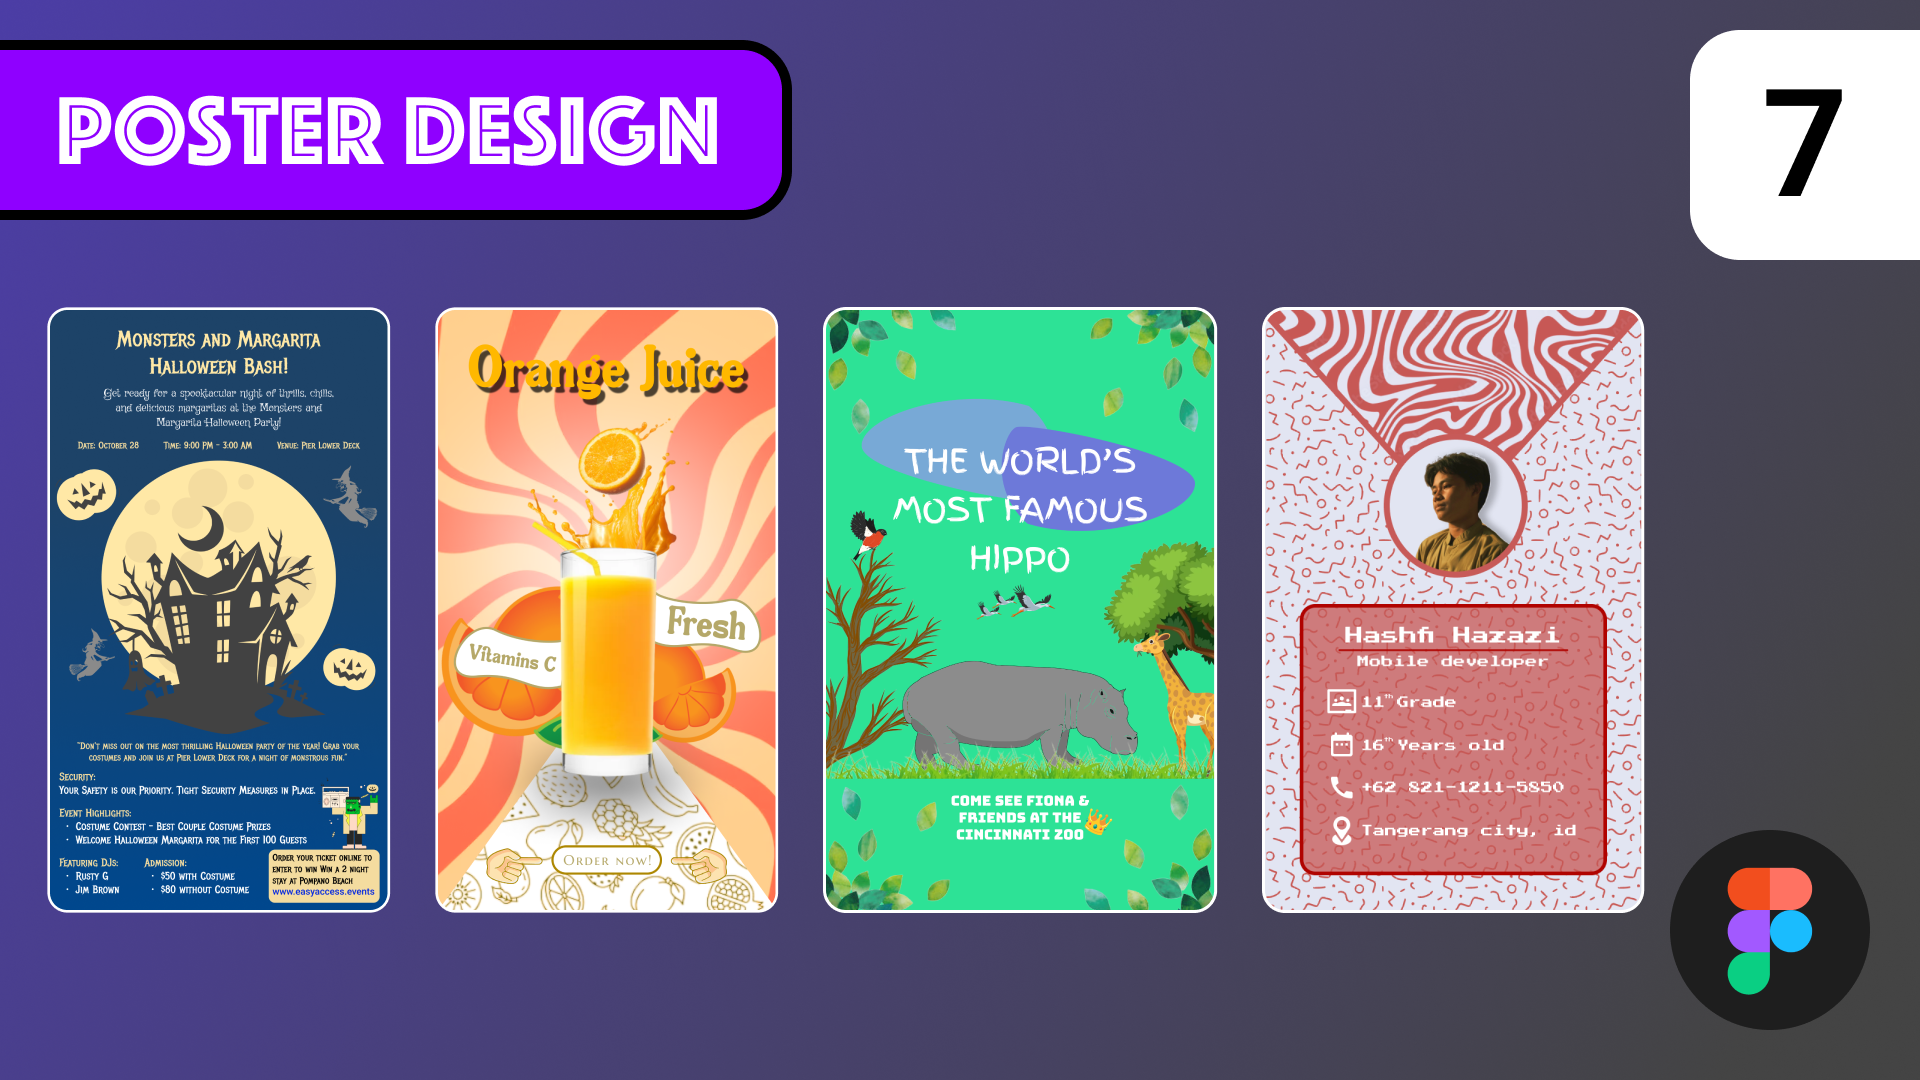 POSTER DESIGN
7
Monsters and Margarita
Halloween Bash!
Get ready for a spooktacular night of thrills, chills,
and delicious margaritas at the Monsters and
Margarita Halloween Party!
Date: October 28 Time: 9:00 PM - 3:00 AM Venue: Pier Lower Deck
"Don't miss out on the most thrilling Halloween party of the year! Grab your
costumes and join us at Pier Lower Deck for a night of monstrous fun."
Security:
Your Safety is our Priority. Tight Security Measures in Place.
Event Highlights:
· Costume Contest - Best Couple Costume Prizes
· Welcome Halloween Margarita for the First 100 Guests
Featuring DJs:
· Rusty G
· Jim Brown
Admission:
· $50 with Costume
· $80 without Costume
Order your ticket online to
enter to win Win a 2 night
stay at Pompano Beach
www.easyaccess.events
Orange Juice
Fresh
Vitamins C
Order now!
THE WORLD'S
MOST FAMOUS
HIPPO
COME SEE FIONA &
FRIENDS AT THE
CINCINNATI ZOO
Hashfi Hazazi
Mobile developer
11th Grade
16th Years old
+62 821-1211-5850
Tangerang city, id